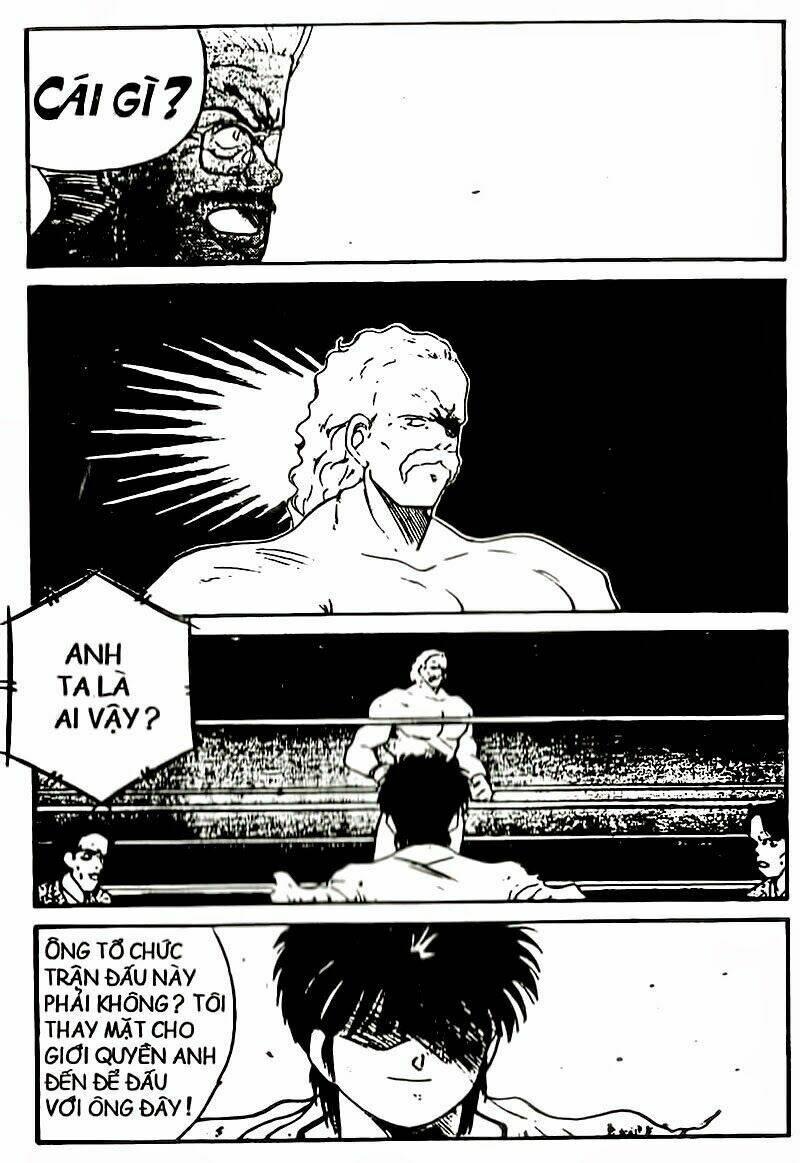 CÁI GÌ?
ANH
TA LÀ
AI VẬY?
ÔNG TỔ CHỨC
TRẬN ĐẤU NÀY
PHẢI KHÔNG? TÔI
THAY MẶT CHO
GIỚI QUYỀN ANH
ĐẾN ĐỂ ĐẤU
VỚI ÔNG ĐÂY!